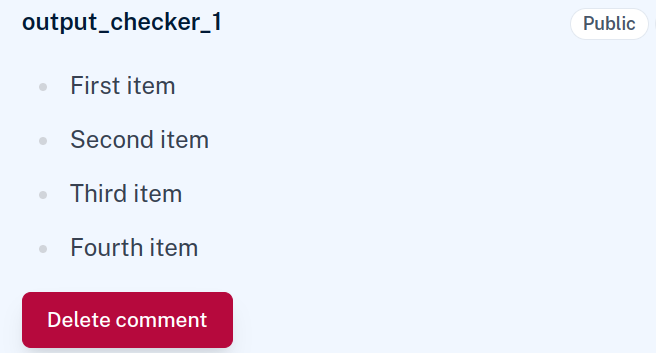 output_checker_1
Public
First item
Second item
Third item
Fourth item
Delete comment